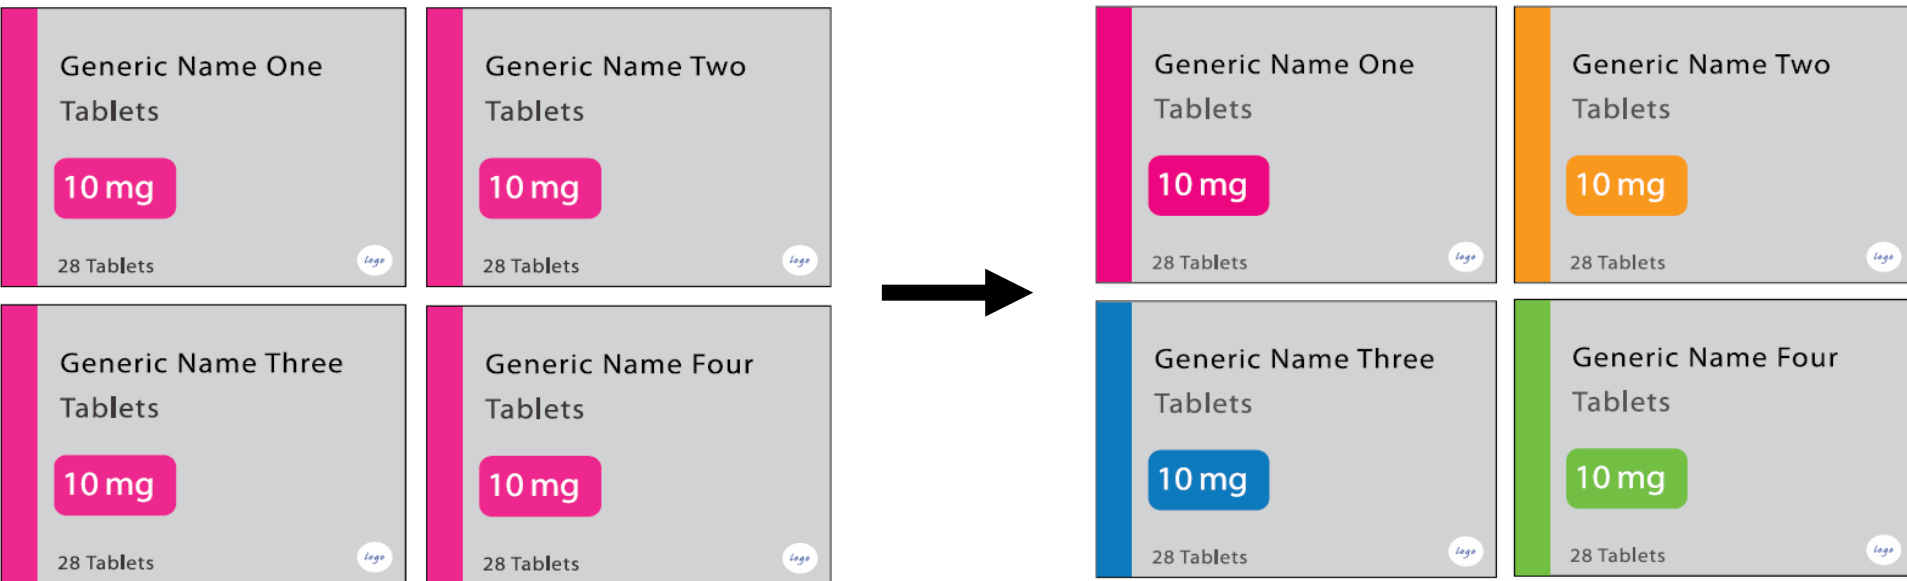 Generic Name One
Tablets
10 mg
28 Tablets
logo
Generic Name Two
Tablets
10 mg
28 Tablets
logo
Generic Name Three
Tablets
10 mg
28 Tablets
logo
Generic Name Four
Tablets
10 mg
28 Tablets
logo
Generic Name One
Tablets
10 mg
28 Tablets
logo
Generic Name Two
Tablets
10 mg
28 Tablets
logo
Generic Name Three
Tablets
10 mg
28 Tablets
logo
Generic Name Four
Tablets
10 mg
28 Tablets
logo